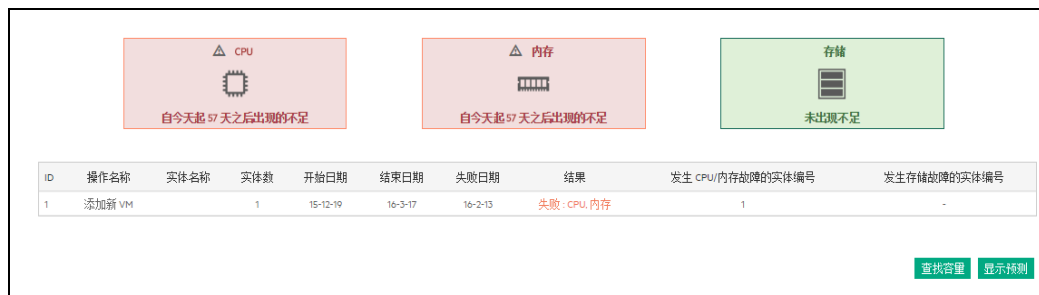 CPU 内存 存储
自今天起 57 天之后出现的不足 自今天起 57 天之后出现的不足 未出现不足
ID 操作名称 实体名称 实体数 开始日期 结束日期 失败日期 结果 发生 CPU/内存故障的实体编号 发生存储故障的实体编号
1 添加新 VM 1 15-12-19 16-3-17 16-2-13 失败 : CPU, 内存 1 -
查找容量 显示预测